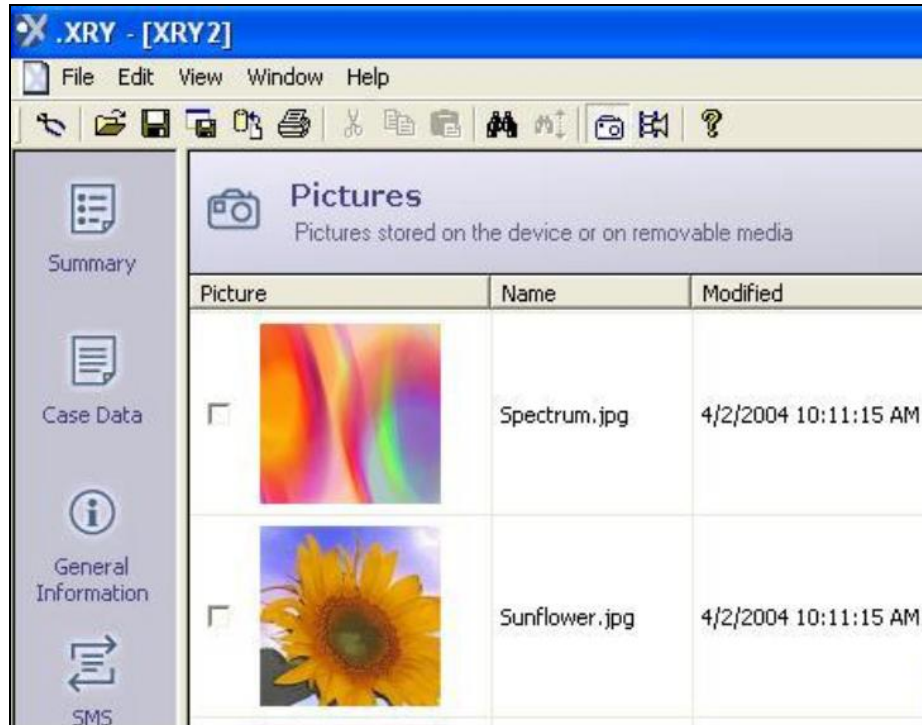 .XRY - [XRY2]
File Edit View Window Help
Pictures
Pictures stored on the device or on removable media
Summary
Picture Name Modified
Case Data
Spectrum.jpg 4/2/2004 10:11:15 AM
General
Information
Sunflower.jpg 4/2/2004 10:11:15 AM
SMS